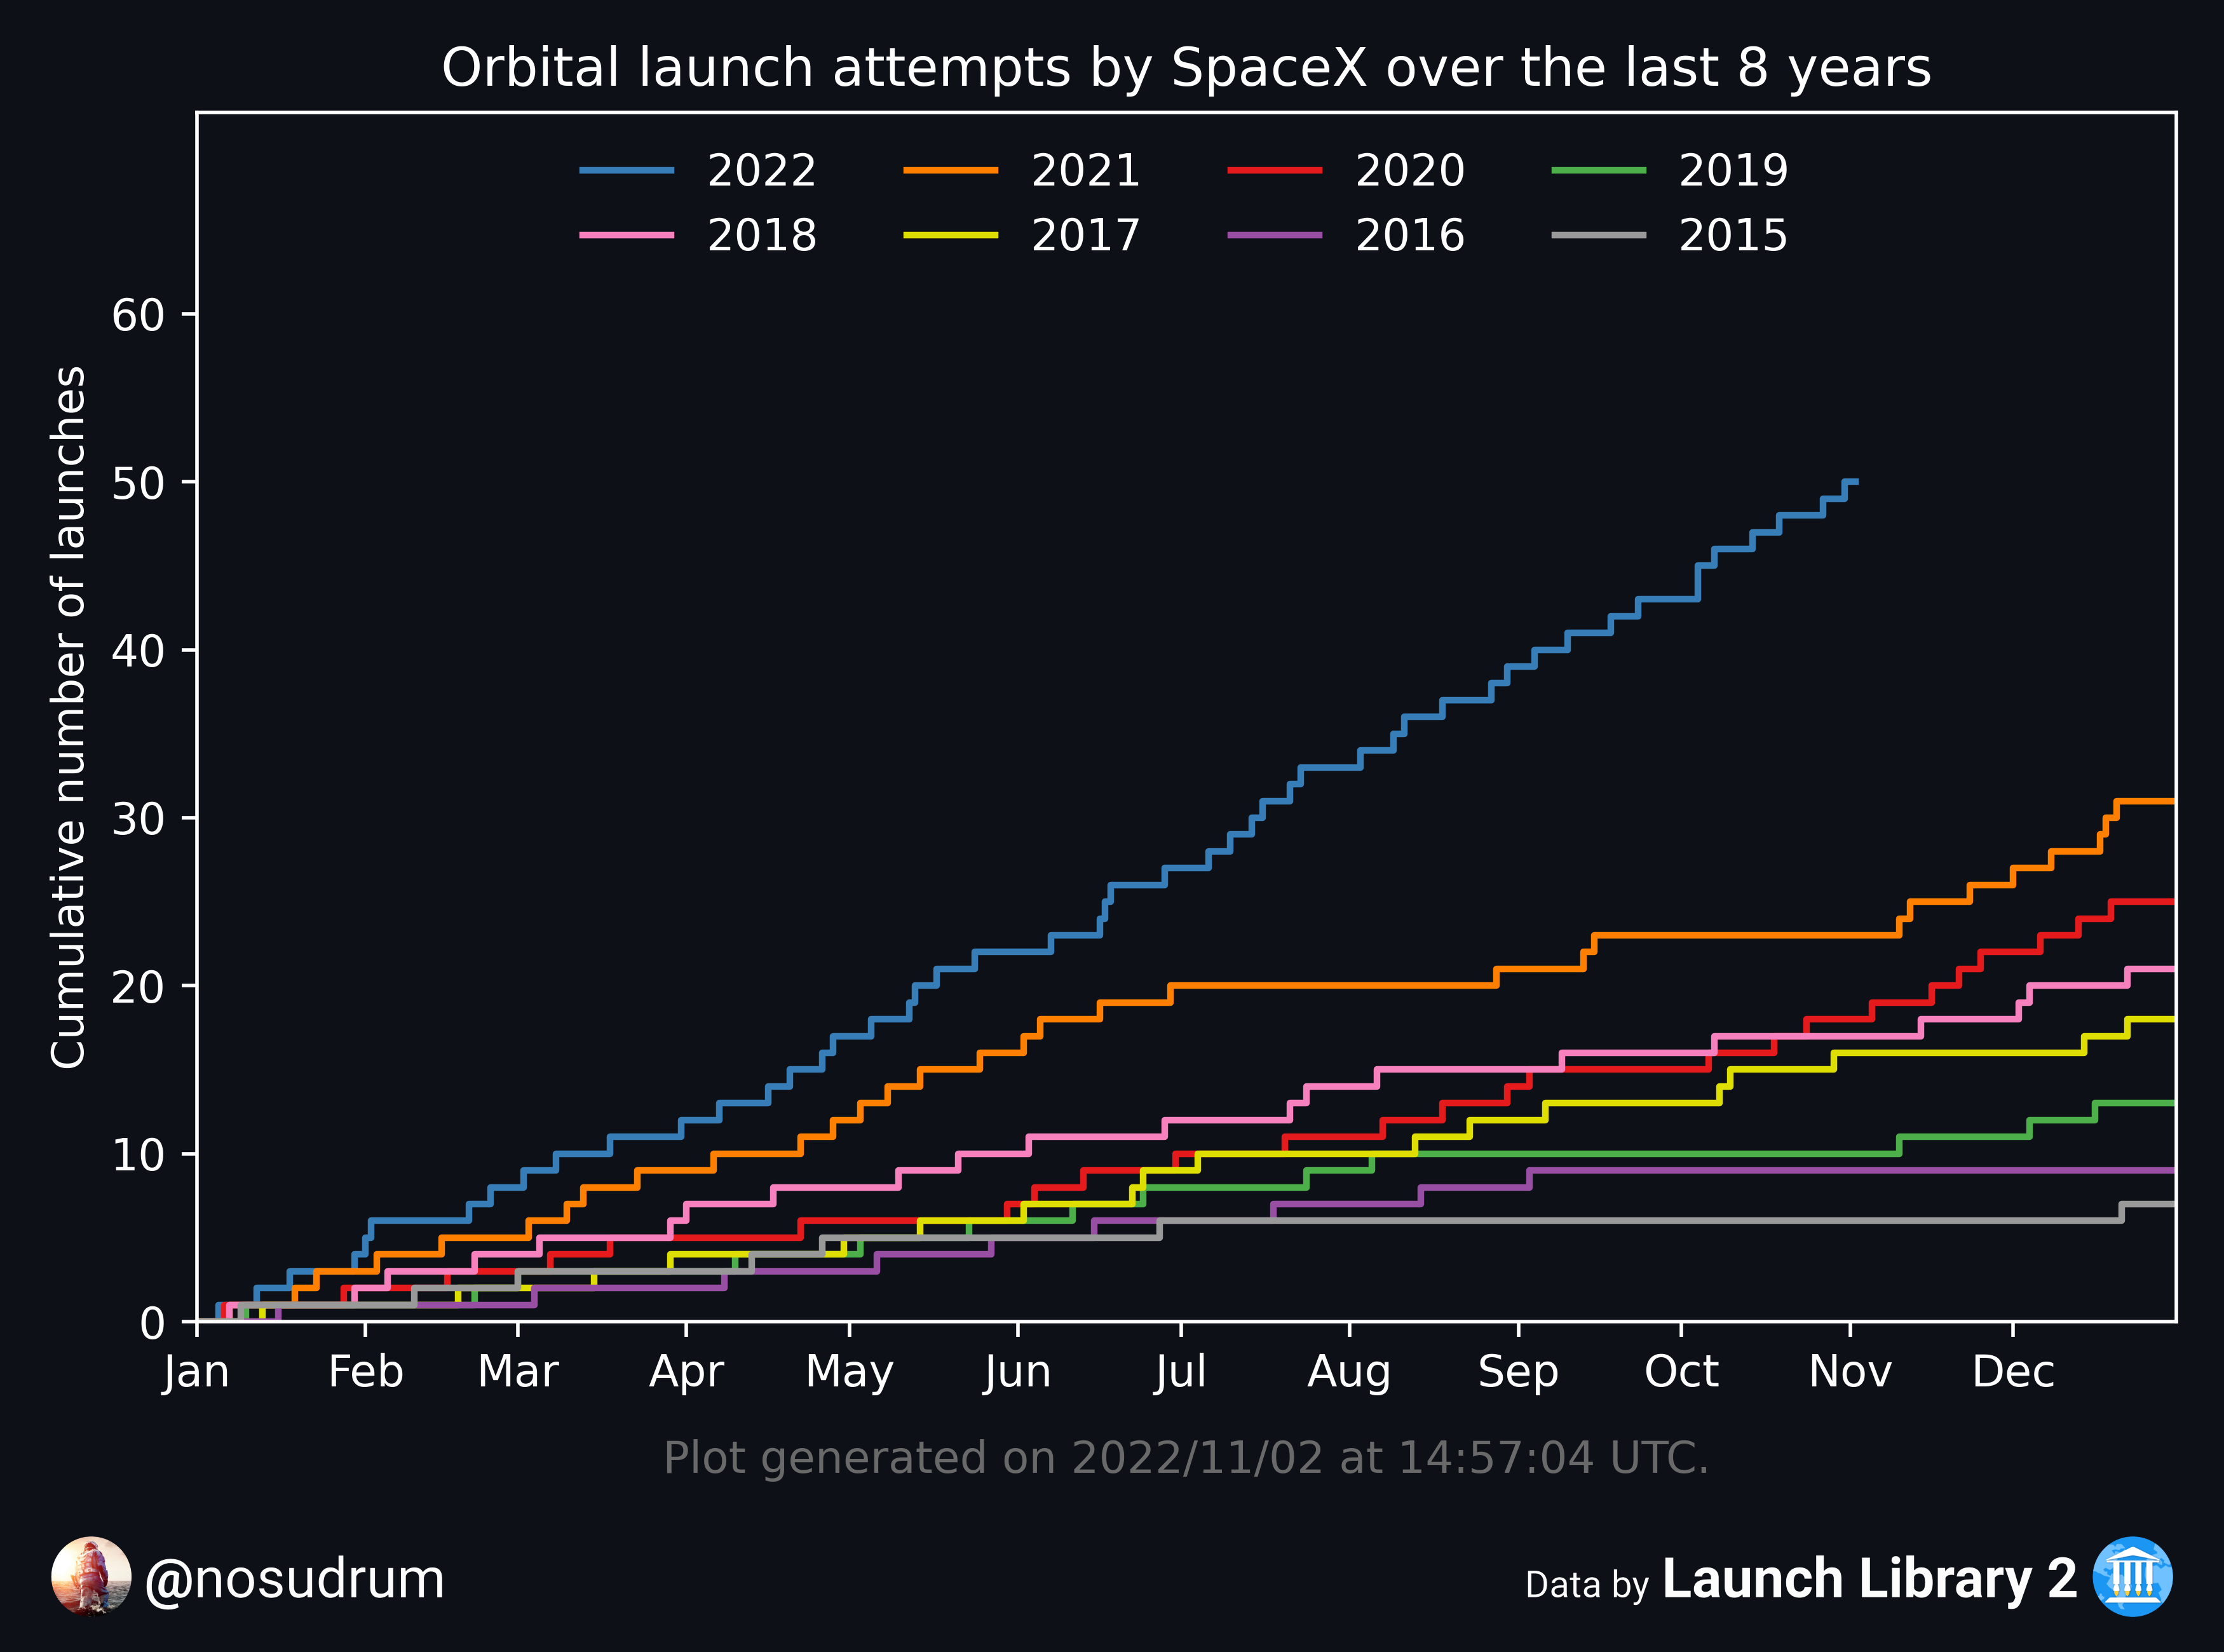 Orbital launch attempts by SpaceX over the last 8 years
2022 2021 2020 2019
2018 2017 2016 2015
Cumulative number of launches
60
50
40
30
20
10
0
Jan Feb Mar Apr May Jun Jul Aug Sep Oct Nov Dec
Plot generated on 2022/11/02 at 14:57:04 UTC.
@nosudrum Data by Launch Library 2